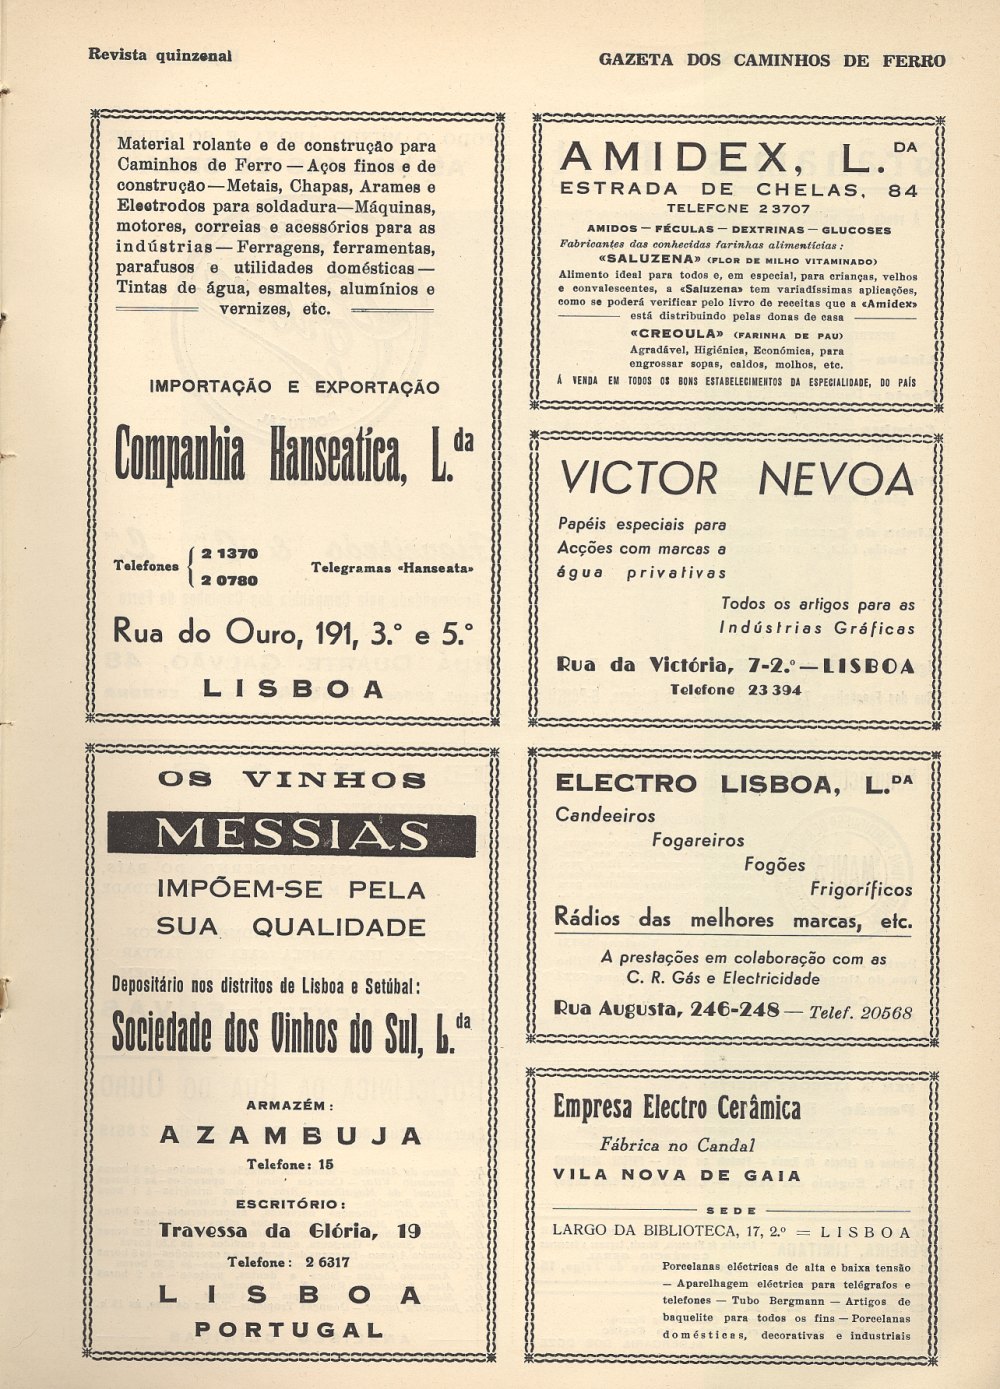 Revista quinzenal
GAZETA DOS CAMINHOS DE FERRO
Material rolante e de construção para
Caminhos de Ferro — Aços finos e de
construção — Metais, Chapas, Arames e
Electrodos para soldadura — Máquinas,
motores, correias e acessórios para as
indústrias — Ferragens, ferramentas,
parafusos e utilidades domésticas —
Tintas de água, esmaltes, alumínios e
vernizes, etc.
IMPORTAÇÃO E EXPORTAÇÃO
Companhia Hanseatica, L.da
Telefones { 2 1370
2 0780
Telegramas «Hanseata»
Rua do Ouro, 191, 3.º e 5.º
LISBOA
OS VINHOS
MESSIAS
IMPÕEM-SE PELA
SUA QUALIDADE
Depositário nos distritos de Lisboa e Setúbal:
Sociedade dos Vinhos do Sul, L.da
ARMAZÉM:
AZAMBUJA
Telefone: 15
ESCRITÓRIO:
Travessa da Glória, 19
Telefone: 2 6317
LISBOA
PORTUGAL
AMIDEX, L.DA
ESTRADA DE CHELAS, 84
TELEFONE 23707
AMIDOS — FÉCULAS — DEXTRINAS — GLUCOSES
Fabricantes das conhecidas farinhas alimentícias:
«SALUZENA» (FLOR DE MILHO VITAMINADO)
Alimento ideal para todos e, em especial, para crianças, velhos
e convalescentes, a «Saluzena» tem variadíssimas aplicações,
como se poderá verificar pelo livro de receitas que a «Amidex»
está distribuindo pelas donas de casa
«CREOULA» (FARINHA DE PAU)
Agradável, Higiénica, Económica, para
engrossar sopas, caldos, molhos, etc.
Á VENDA EM TODOS OS BONS ESTABELECIMENTOS DA ESPECIALIDADE, DO PAÍS
VICTOR NEVOA
Papéis especiais para
Acções com marcas a
água privativas
Todos os artigos para as
Indústrias Gráficas
Rua da Victória, 7-2.º — LISBOA
Telefone 23 394
ELECTRO LISBOA, L.DA
Candeeiros
Fogareiros
Fogões
Frigoríficos
Rádios das melhores marcas, etc.
A prestações em colaboração com as
C. R. Gás e Electricidade
Rua Augusta, 246-248 — Telef. 20568
Empresa Electro Cerâmica
Fábrica no Candal
VILA NOVA DE GAIA
SEDE
LARGO DA BIBLIOTECA, 17, 2.º = LISBOA
Porcelanas eléctricas de alta e baixa tensão
— Aparelhagem eléctrica para telégrafos e
telefones — Tubo Bergmann — Artigos de
baquelite para todos os fins — Porcelanas
domésticas, decorativas e industriais